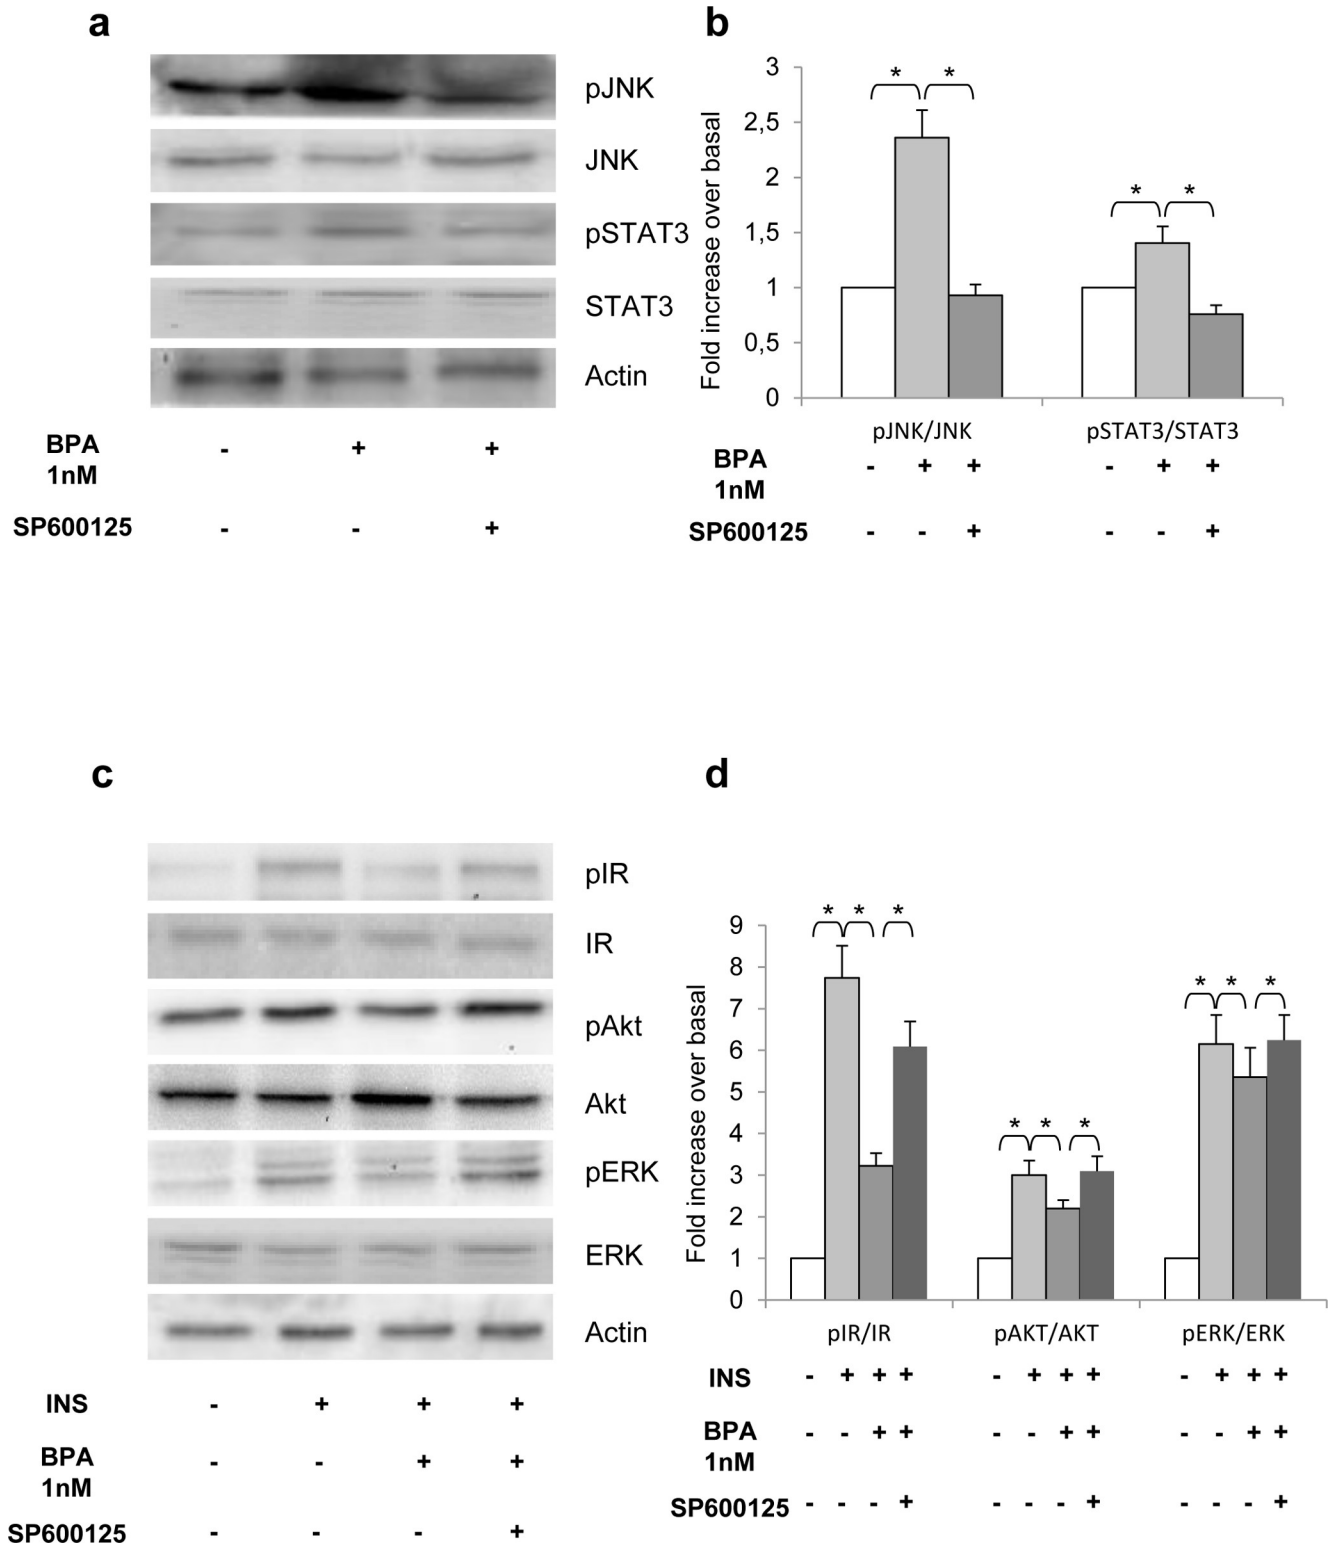 a
pJNK
JNK
pSTAT3
STAT3
Actin
BPA - + +
1nM
SP600125 - - +
b
Fold increase over basal
3
2,5
2
1,5
1
0,5
0
* *
* *
pJNK/JNK pSTAT3/STAT3
BPA - + + - + +
1nM
SP600125 - - + - - +
c
pIR
IR
pAkt
Akt
pERK
ERK
Actin
INS - + + +
BPA - - + +
1nM
SP600125 - - - +
d
Fold increase over basal
9
8
7
6
5
4
3
2
1
0
* * *
* * *
* * *
pIR/IR pAKT/AKT pERK/ERK
INS - + + + - + + + - + + +
BPA - - + + - - + + - - + +
1nM
SP600125 - - - + - - - + - - - +